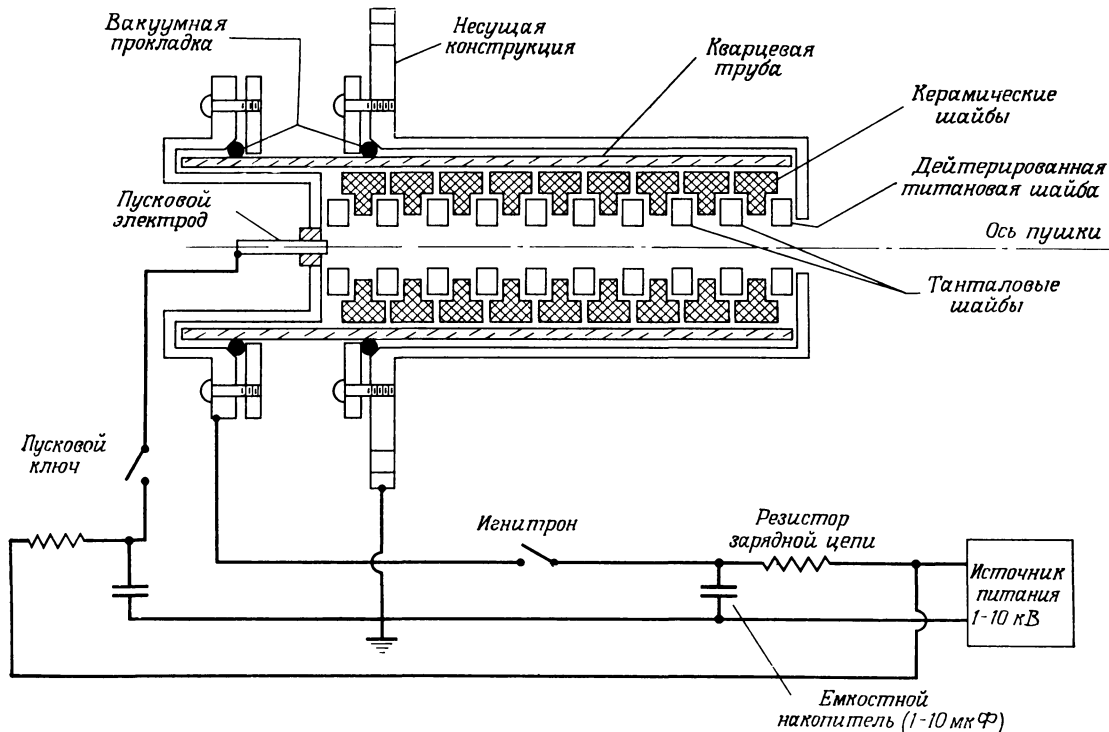 Вакуумная
прокладка
Несущая
конструкция
Кварцевая
труба
Керамические
шайбы
Дейтерированная
титановая шайба
Пусковой
электрод
Ось пушки
Танталовые
шайбы
Пусковой
ключ
Игнитрон
Резистор
зарядной цепи
Источник
питания
1-10 кВ
Емкостной
накопитель (1-10 мкФ)